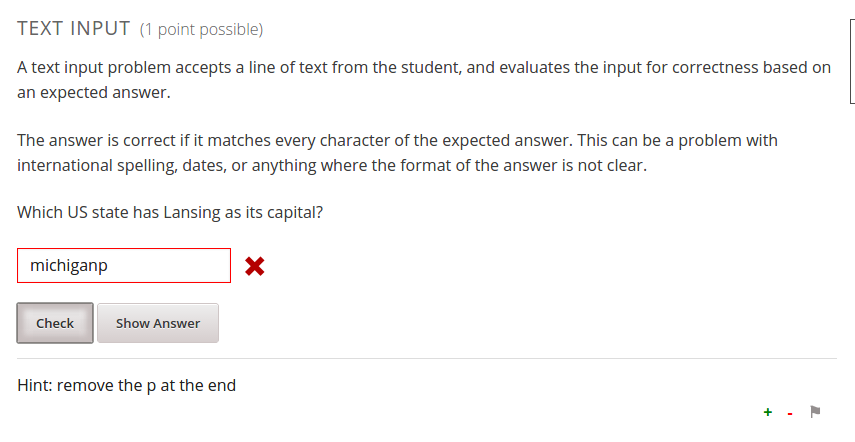 TEXT INPUT (1 point possible)
A text input problem accepts a line of text from the student, and evaluates the input for correctness based on
an expected answer.
The answer is correct if it matches every character of the expected answer. This can be a problem with
international spelling, dates, or anything where the format of the answer is not clear.
Which US state has Lansing as its capital?
michiganp
Check Show Answer
Hint: remove the p at the end
+ -